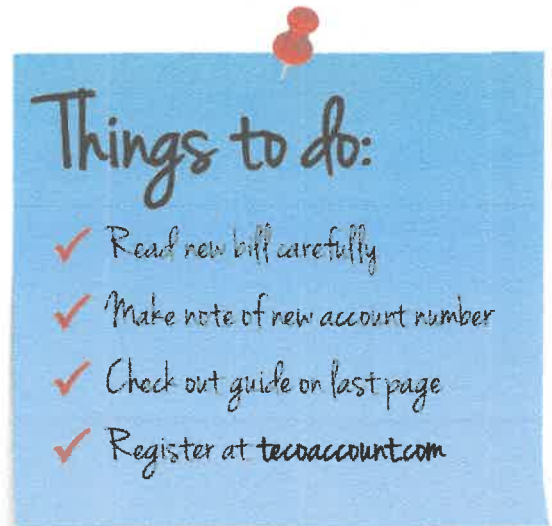 Things to do:
Read new bill carefully
Make note of new account number
Check out guide on last page
Register at tecoaccount.com